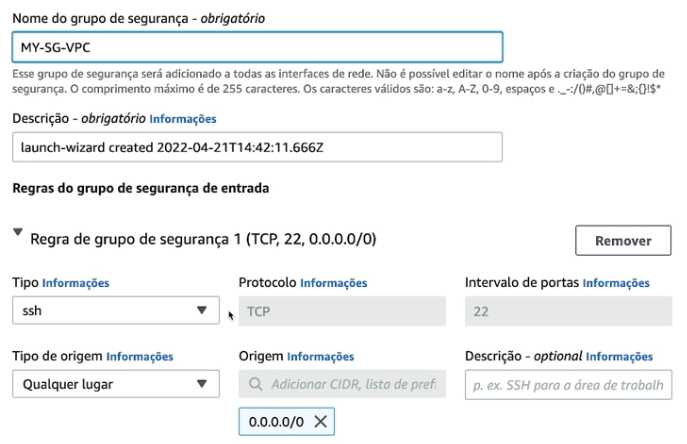 Nome do grupo de segurança - obrigatório
MY-SG-VPC
Esse grupo de segurança será adicionado a todas as interfaces de rede. Não é possível editar o nome após a criação do grupo de
segurança. O comprimento máximo é de 255 caracteres. Os caracteres válidos são: a-z, A-Z, 0-9, espaços e ._-:/()#,@[]+=&;{}!$*
Descrição - obrigatório Informações
launch-wizard created 2022-04-21T14:42:11.666Z
Regras do grupo de segurança de entrada
Regra de grupo de segurança 1 (TCP, 22, 0.0.0.0/0)
Remover
Tipo Informações
Protocolo Informações
Intervalo de portas Informações
ssh
TCP
22
Tipo de origem Informações
Origem Informações
Descrição - optional Informações
Qualquer lugar
Adicionar CIDR, lista de prefi
p. ex. SSH para a área de trabalh
0.0.0.0/0